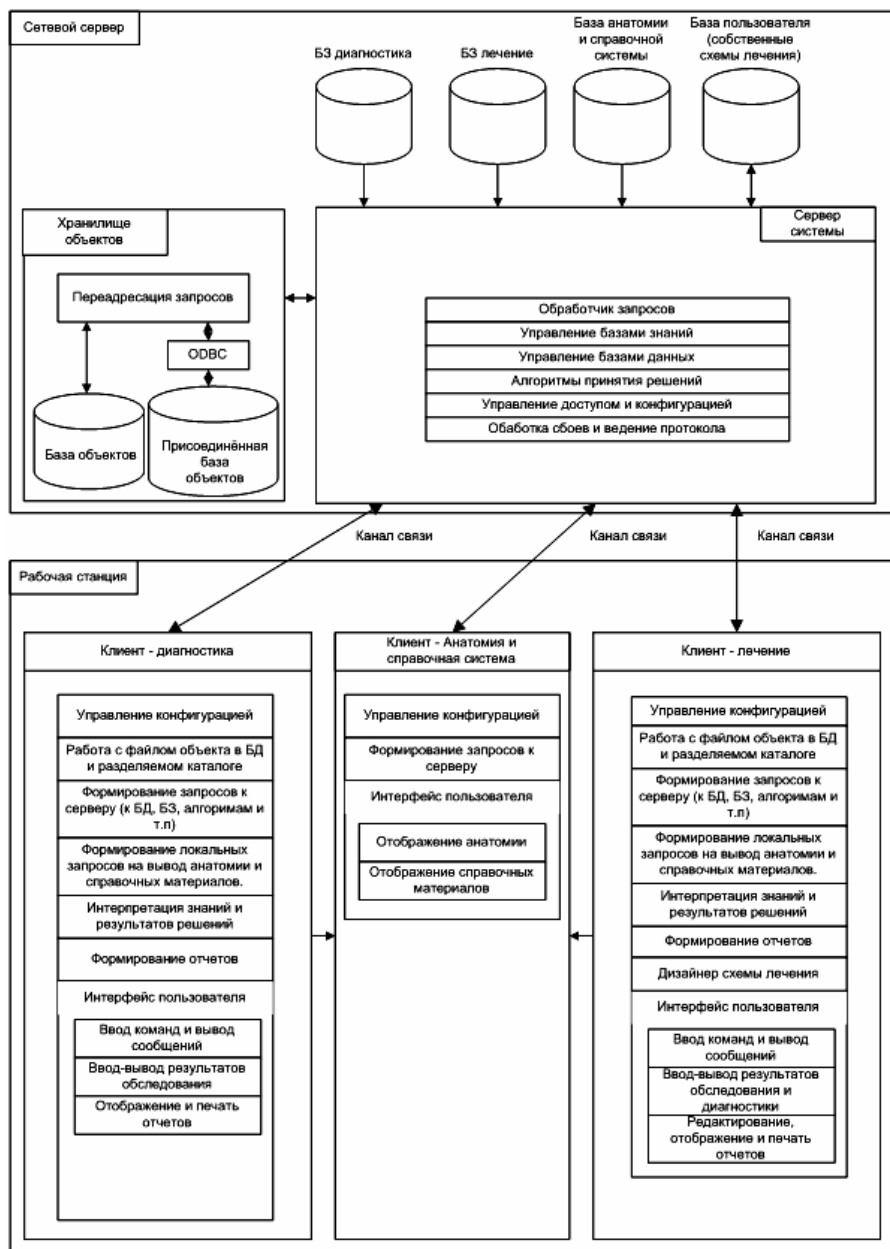 Сетевой сервер
БЗ диагностика
БЗ лечение
База анатомии
и справочной
системы
База пользователя
(собственные
схемы лечения)
Хранилище
объектов
Переадресация запросов
ODBC
База объектов
Присоединённая
база
объектов
Сервер
системы
Обработчик запросов
Управление базами знаний
Управление базами данных
Алгоритмы принятия решений
Управление доступом и конфигурацией
Обаботка сбоев и ведение протокола
Канал связи
Канал связи
Канал связи
Рабочая станция
Клиент - диагностика
Управление конфигурацией
Работа с файлом объекта в БД
и разделяемом каталоге
Формирование запросов к
серверу (к БД, БЗ, алгоримам и
т.п)
Формирование локальных
запросов на вывод анатомии и
справочных материалов.
Интерпретация знаний и
результатов решений
Формирование отчетов
Интерфейс пользователя
Ввод команд и вывод
сообщений
Ввод-вывод результатов
обследования
Отображение и печать
отчетов
Клиент - Анатомия и
справочная система
Управление конфигурацией
Формирование запросов к
серверу
Интерфейс пользователя
Отображение анатомии
Отображение справочных
материалов
Клиент - лечение
Управление конфигурацией
Работа с файлом объекта в БД
и разделяемом каталоге
Формирование запросов к
серверу (к БД, БЗ, алгоримам и
т.п)
Формирование локальных
запросов на вывод анатомии и
справочных материалов.
Интерпретация знаний и
результатов решений
Формирование отчетов
Дизайнер схемы лечения
Интерфейс пользователя
Ввод команд и вывод
сообщений
Ввод-вывод результатов
обследования и
диагностики
Редактирование,
отображение и печать
отчетов